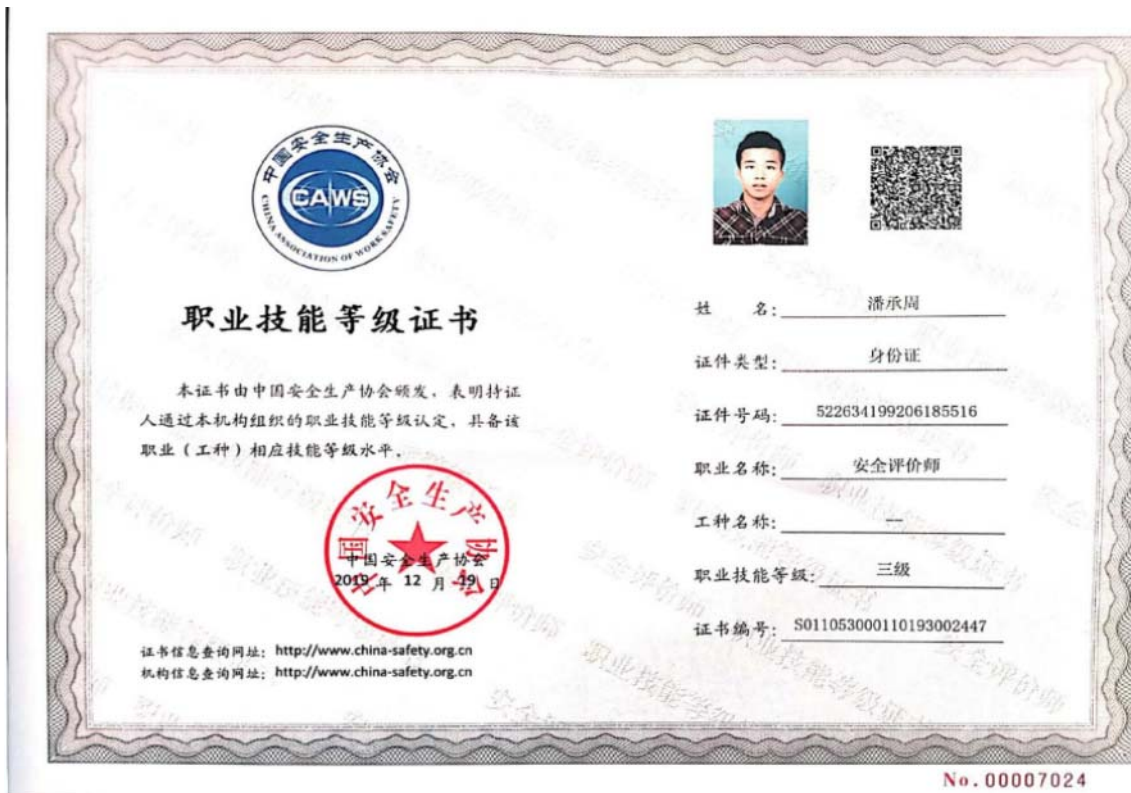 中国安全生产协会
CAWS
CHINA ASSOCIATION OF WORK SAFETY
职业技能等级证书
本证书由中国安全生产协会颁发，表明持证
人通过本机构组织的职业技能等级认定，具备该
职业（工种）相应技能等级水平。
中国安全生产协会
中国安全生产协会
2019 年 12 月 19 日
证书信息查询网址：http://www.china-safety.org.cn
机构信息查询网址：http://www.china-safety.org.cn
姓 名：潘承周
证件类型：身份证
证件号码：522634199206185516
职业名称：安全评价师
工种名称：—
职业技能等级：三级
证书编号：S011053000110193002447
No.00007024